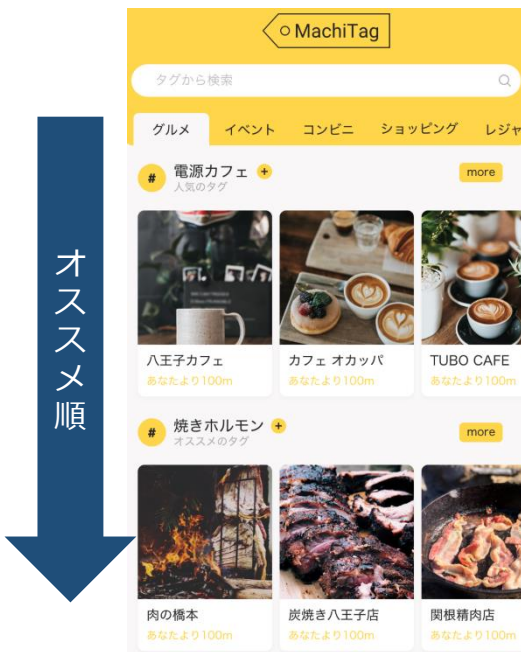 オススメ順
MachiTag
タグから検索
グルメ
イベント
コンビニ
ショッピング
レジャ
#
電源カフェ +
人気のタグ
more
八王子カフェ
あなたより100m
カフェ オカッパ
あなたより100m
TUBO CAFE
あなたより100m
#
焼きホルモン +
オススメのタグ
more
肉の橋本
あなたより100m
炭焼き八王子店
あなたより100m
関根精肉店
あなたより100m